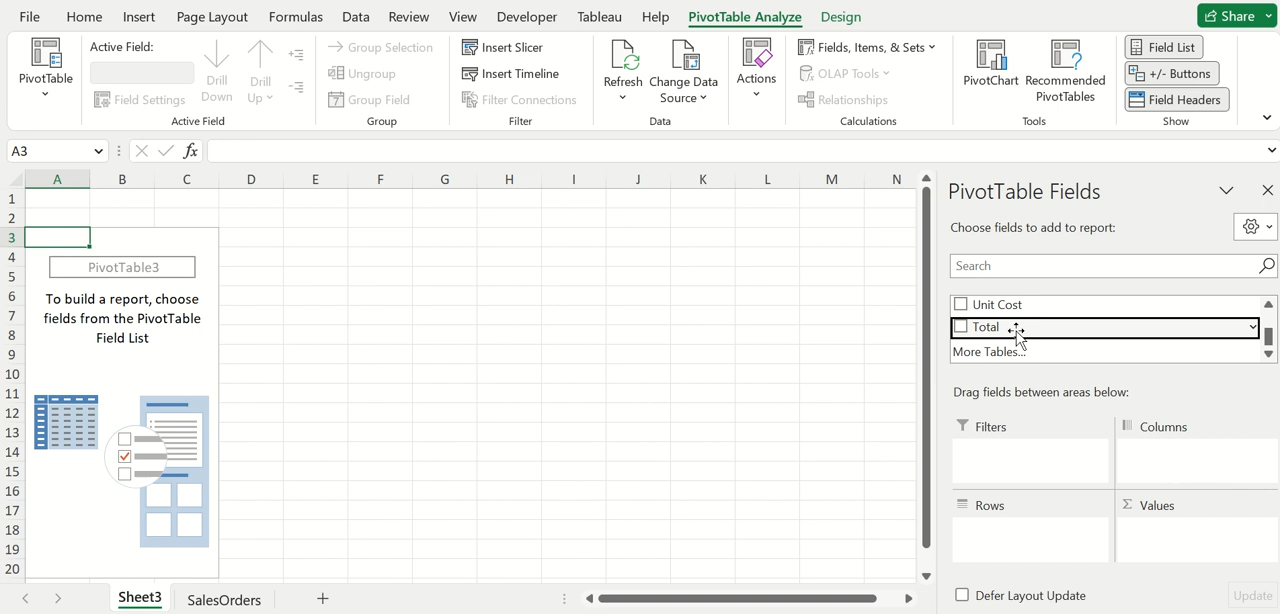 File Home Insert Page Layout Formulas Data Review View Developer Tableau Help PivotTable Analyze Design Share
PivotTable
Active Field:
Field Settings
Drill
Down
Drill
Up
Active Field
Group Selection
Ungroup
Group Field
Group
Insert Slicer
Insert Timeline
Filter Connections
Filter
Refresh
Change Data
Source
Data
Actions
Fields, Items, & Sets
OLAP Tools
Relationships
Calculations
PivotChart
Recommended
PivotTables
Tools
Field List
+/- Buttons
Field Headers
Show
A3 fx
A B C D E F G H I J K L M N
1
2
3
4
5
6
7
8
9
10
11
12
13
14
15
16
17
18
19
20
PivotTable3
To build a report, choose
fields from the PivotTable
Field List
PivotTable Fields
Choose fields to add to report:
Search
Unit Cost
Total
More Tables...
Drag fields between areas below:
Filters
Columns
Rows
Σ Values
Defer Layout Update Update
Sheet3 SalesOrders